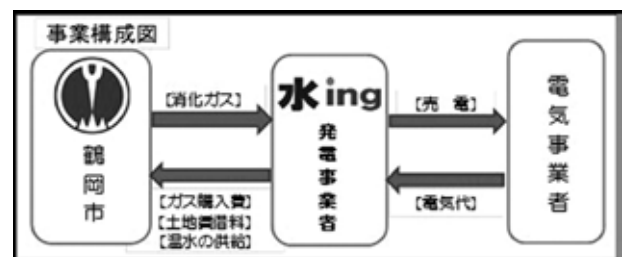 事業構成図
鶴岡市
【消化ガス】
【ガス購入費】
【土地賃借料】
【温水の供給】
水ing
発電事業者
【売 電】
【電気代】
電気事業者